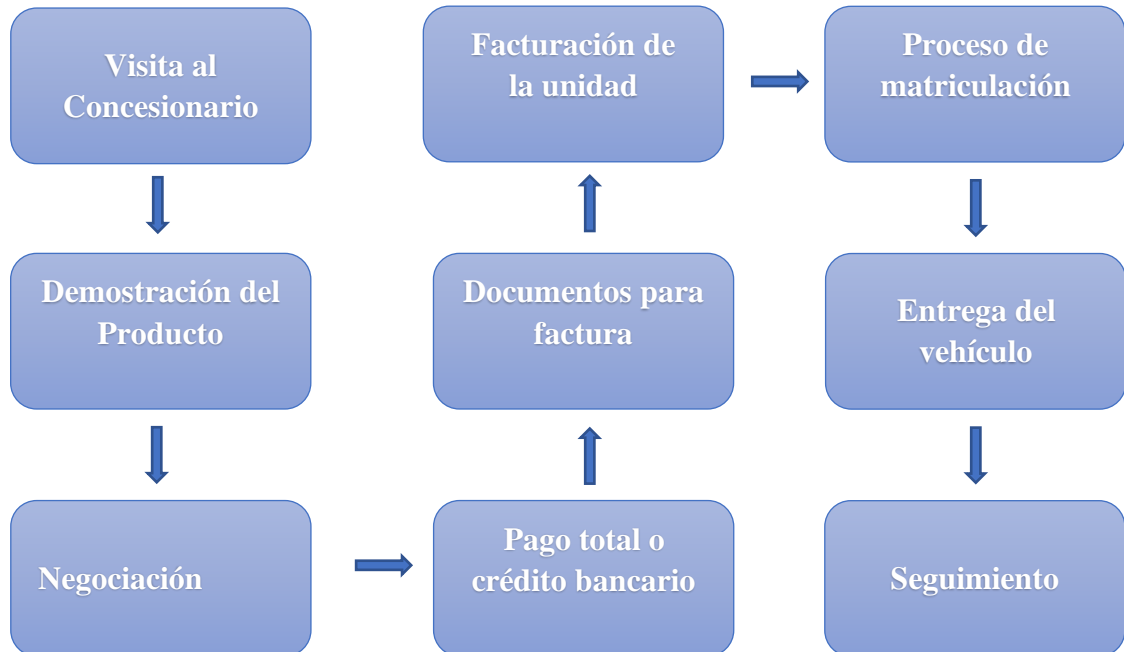 Visita al
Concesionario
Demostración del
Producto
Negociación
Pago total o
crédito bancario
Documentos para
factura
Facturación de
la unidad
Proceso de
matriculación
Entrega del
vehículo
Seguimiento